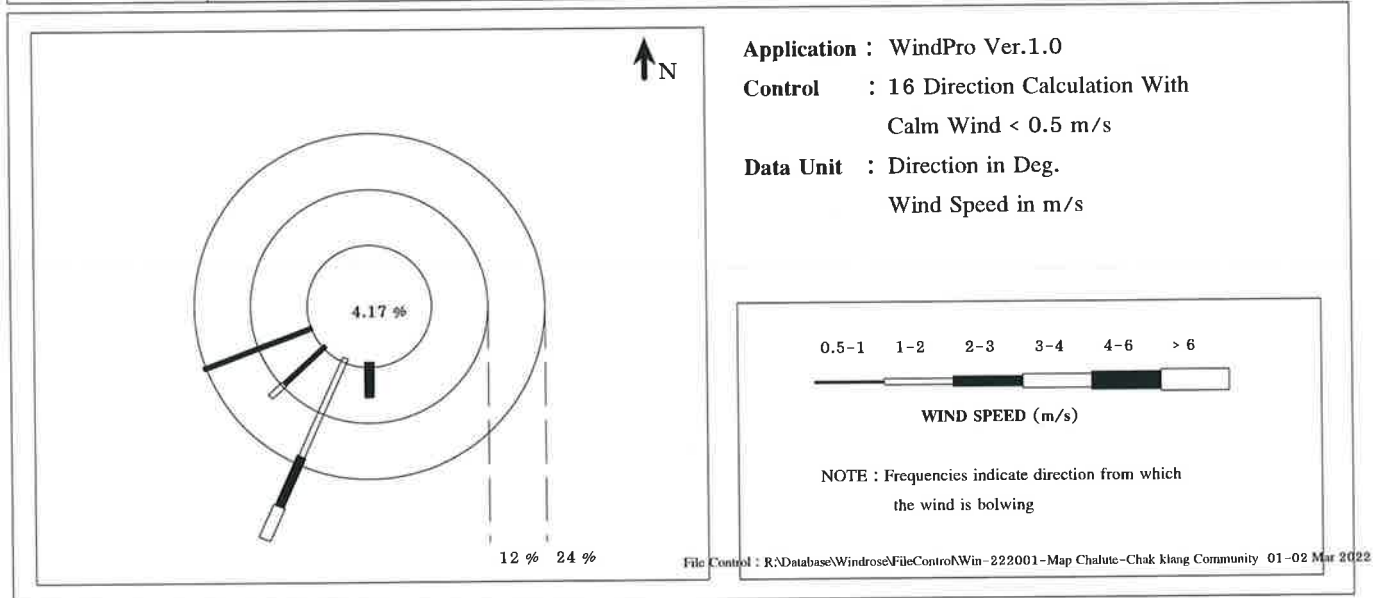 N
4.17 %
12 % 24 %
Application : WindPro Ver.1.0
Control : 16 Direction Calculation With
Calm Wind < 0.5 m/s
Data Unit : Direction in Deg.
Wind Speed in m/s
0.5-1 1-2 2-3 3-4 4-6 > 6
WIND SPEED (m/s)
NOTE : Frequencies indicate direction from which
the wind is bolwing
File Control : R:\Database\Windrose\FileControl\Win-222001-Map Chalute-Chak klang Community 01-02 Mar 2022